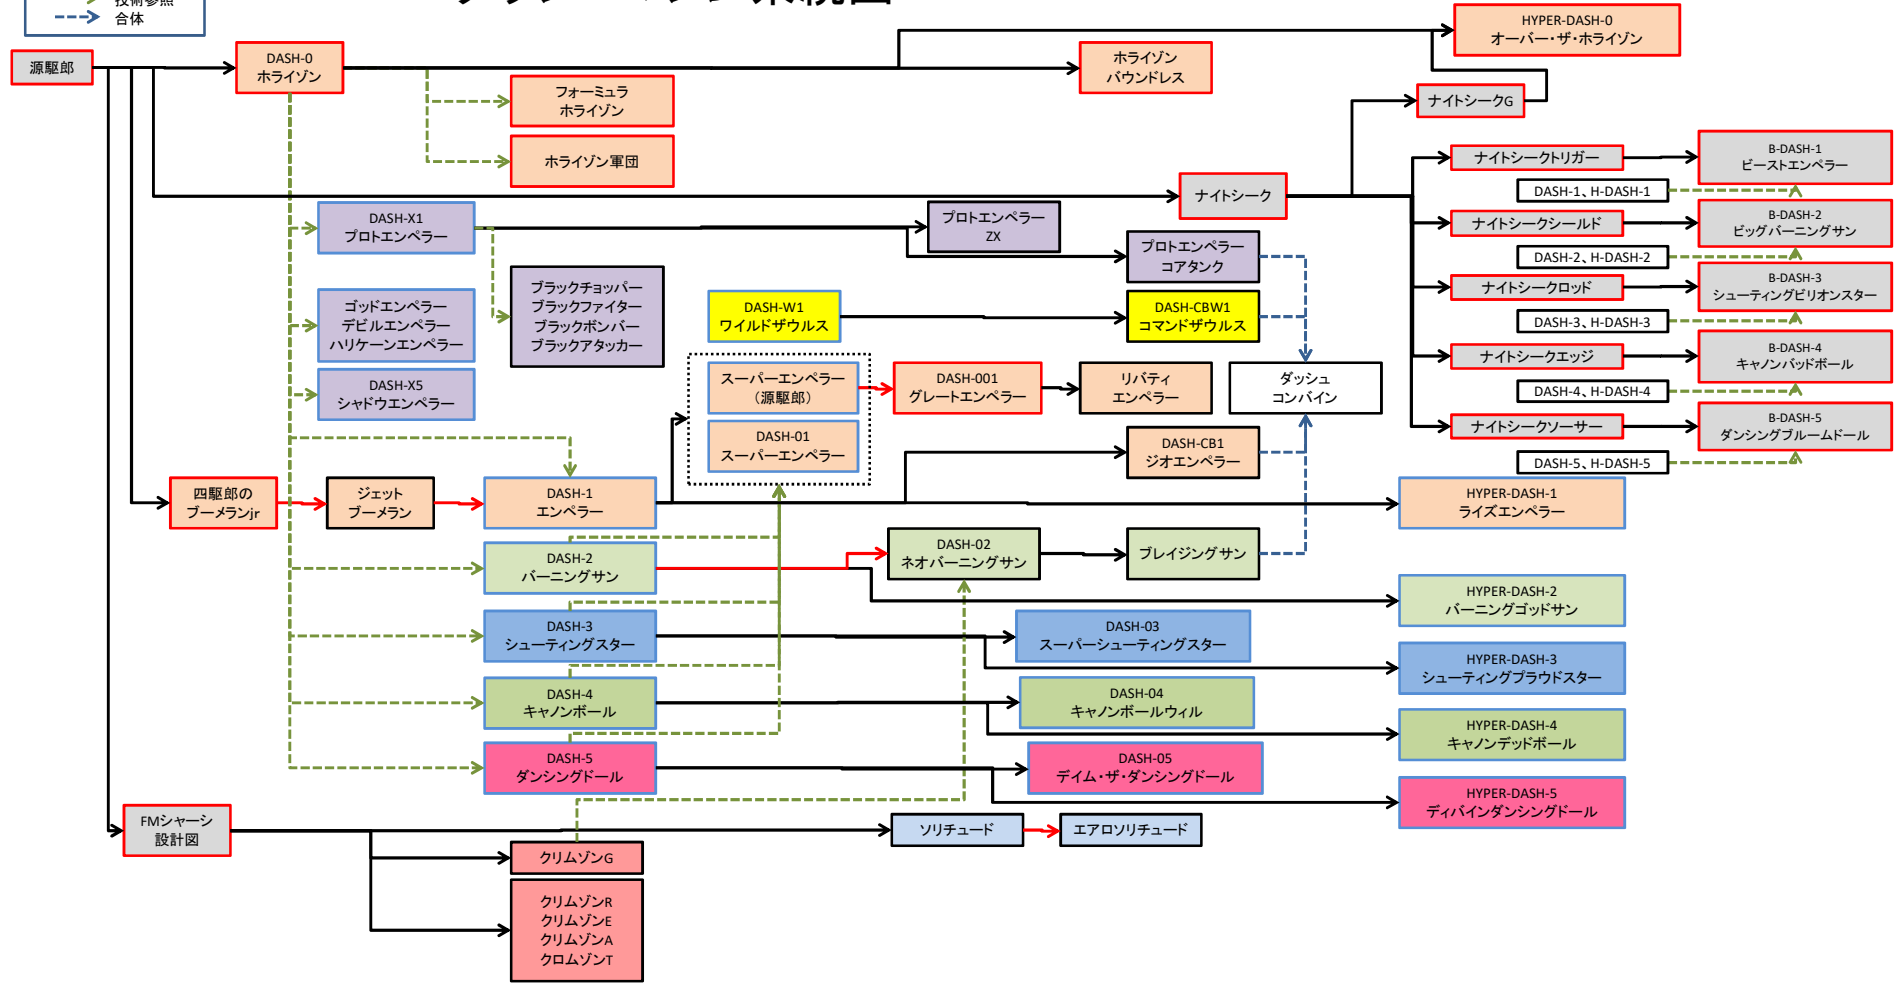 合体
源駆郎
DASH-0
ホライゾン
フォーミュラ
ホライゾン
ホライゾン軍団
ホライゾン
バウンドレス
HYPER-DASH-0
オーバー・ザ・ホライゾン
ナイトシークG
ナイトシーク
ナイトシークトリガー
B-DASH-1
ビーストエンペラー
DASH-1、H-DASH-1
ナイトシークシールド
B-DASH-2
ビッグバーニングサン
DASH-2、H-DASH-2
ナイトシークロッド
B-DASH-3
シューティングビリオンスター
DASH-3、H-DASH-3
ナイトシークエッジ
B-DASH-4
キャノンバッドボール
DASH-4、H-DASH-4
ナイトシークソーサー
B-DASH-5
ダンシングブルームドール
DASH-5、H-DASH-5
DASH-X1
プロトエンペラー
プロトエンペラー
ZX
プロトエンペラー
コアタンク
ゴッドエンペラー
デビルエンペラー
ハリケーンエンペラー
ブラックチョッパー
ブラックファイター
ブラックボンバー
ブラックアタッカー
DASH-W1
ワイルドザウルス
DASH-CBW1
コマンドザウルス
DASH-X5
シャドウエンペラー
スーパーエンペラー
（源駆郎）
DASH-01
スーパーエンペラー
DASH-001
グレートエンペラー
リバティ
エンペラー
ダッシュ
コンバイン
DASH-CB1
ジオエンペラー
四駆郎の
ブーメランjr
ジェット
ブーメラン
DASH-1
エンペラー
HYPER-DASH-1
ライズエンペラー
DASH-2
バーニングサン
DASH-02
ネオバーニングサン
ブレイジングサン
HYPER-DASH-2
バーニングゴッドサン
DASH-3
シューティングスター
DASH-03
スーパーシューティングスター
HYPER-DASH-3
シューティングプラウドスター
DASH-4
キャノンボール
DASH-04
キャノンボールウィル
HYPER-DASH-4
キャノンデッドボール
DASH-5
ダンシングドール
DASH-05
デイム・ザ・ダンシングドール
HYPER-DASH-5
ディバインダンシングドール
FMシャーシ
設計図
ソリチュード
エアロソリチュード
クリムゾンG
クリムゾンR
クリムゾンE
クリムゾンA
クロムゾンT